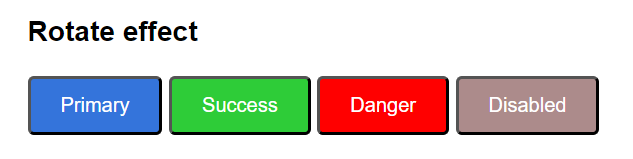 Rotate effect
Primary Success Danger Disabled